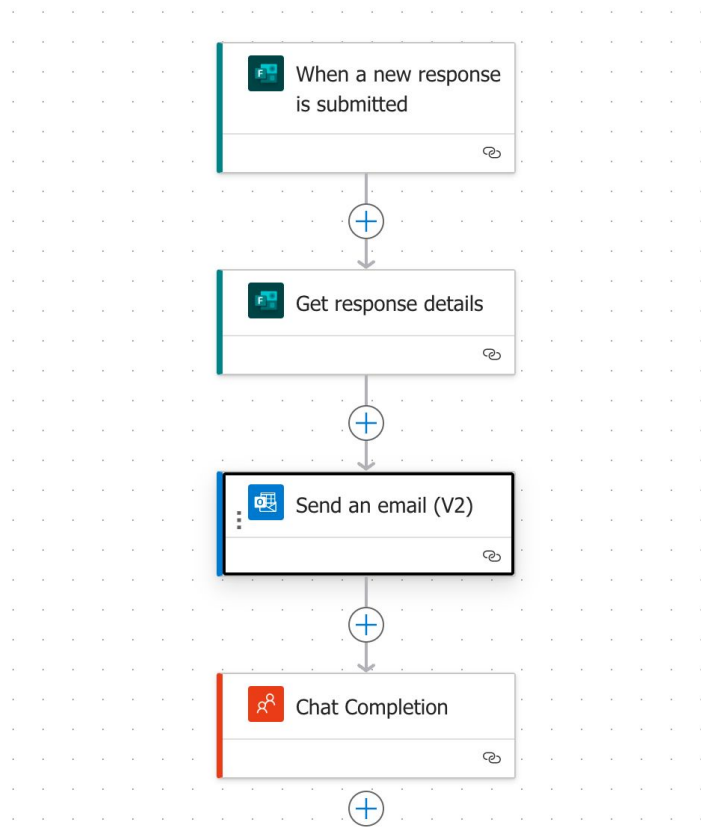 When a new response
is submitted
Get response details
Send an email (V2)
Chat Completion